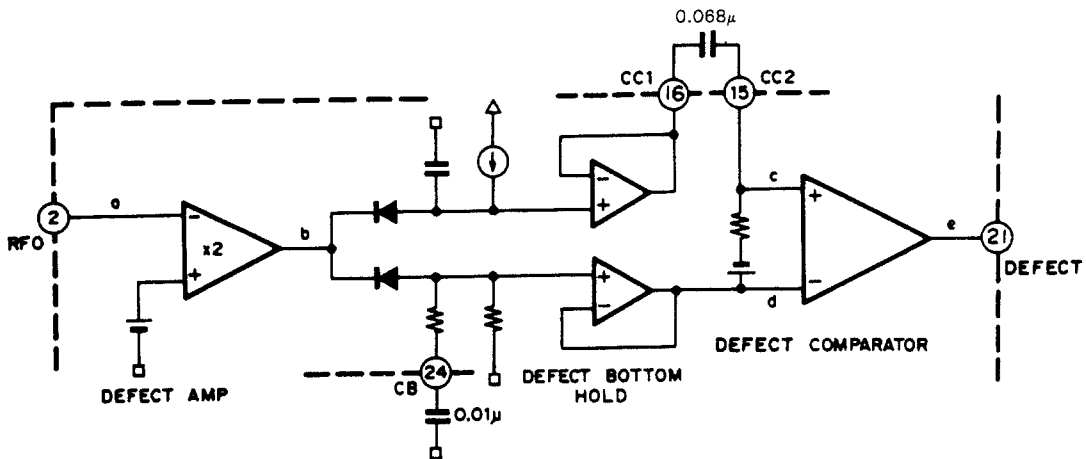 0.068µ
CC1
16
15
CC2
2
RFO
a
−
x2
+
b
−
+
c
+
e
21
DEFECT
+
−
d
−
DEFECT AMP
24
CB
0.01µ
DEFECT BOTTOM
HOLD
DEFECT COMPARATOR